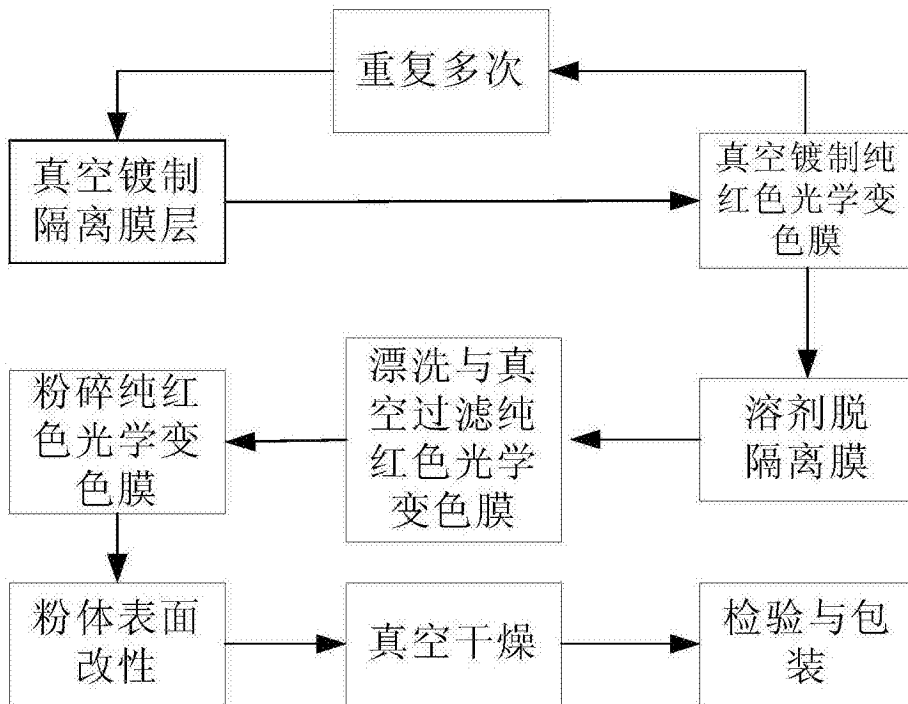 重复多次
真空镀制
隔离膜层
真空镀制纯
红色光学变
色膜
粉碎纯红
色光学变
色膜
漂洗与真
空过滤纯
红色光学
变色膜
溶剂脱
隔离膜
粉体表面
改性
真空干燥
检验与包
装